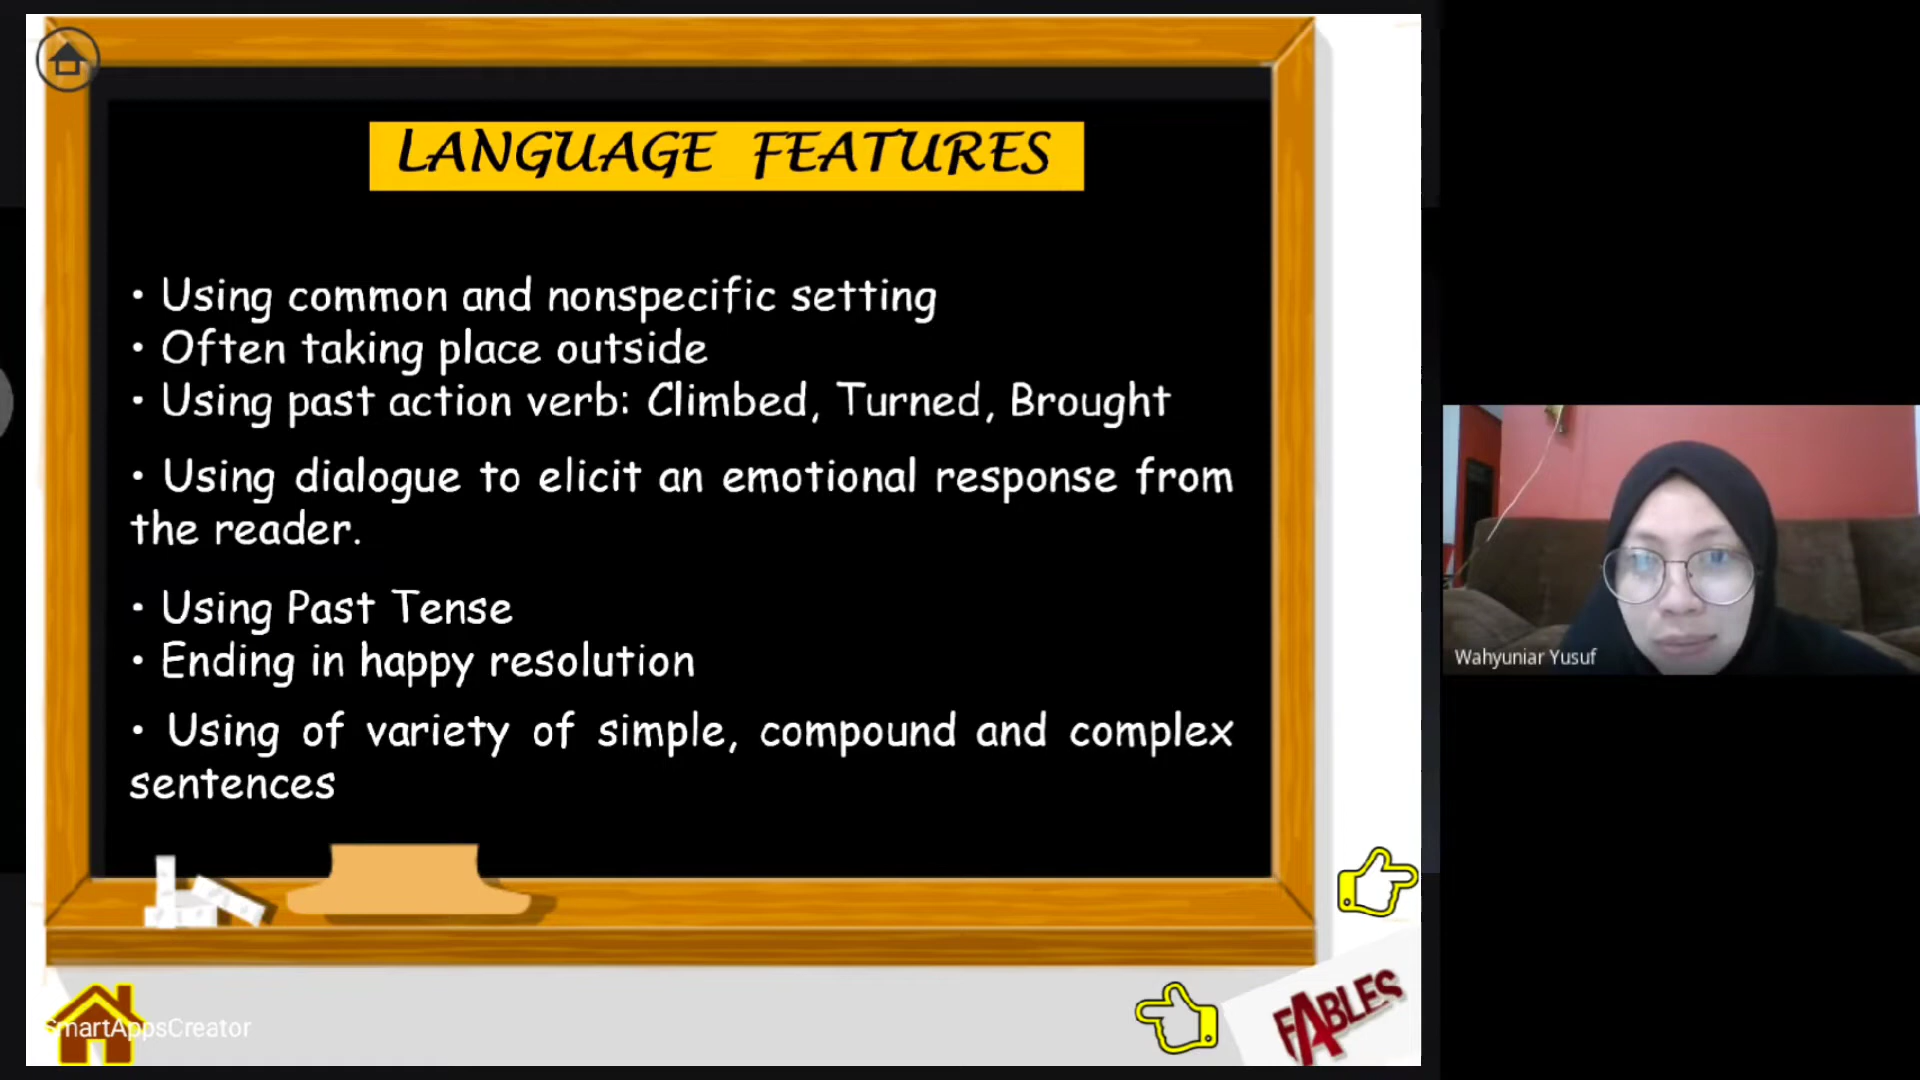 LANGUAGE FEATURES
• Using common and nonspecific setting
• Often taking place outside
• Using past action verb: Climbed, Turned, Brought
• Using dialogue to elicit an emotional response from
the reader.
• Using Past Tense
• Ending in happy resolution
• Using of variety of simple, compound and complex
sentences
Wahyuniar Yusuf
SmartAppsCreator
FABLES